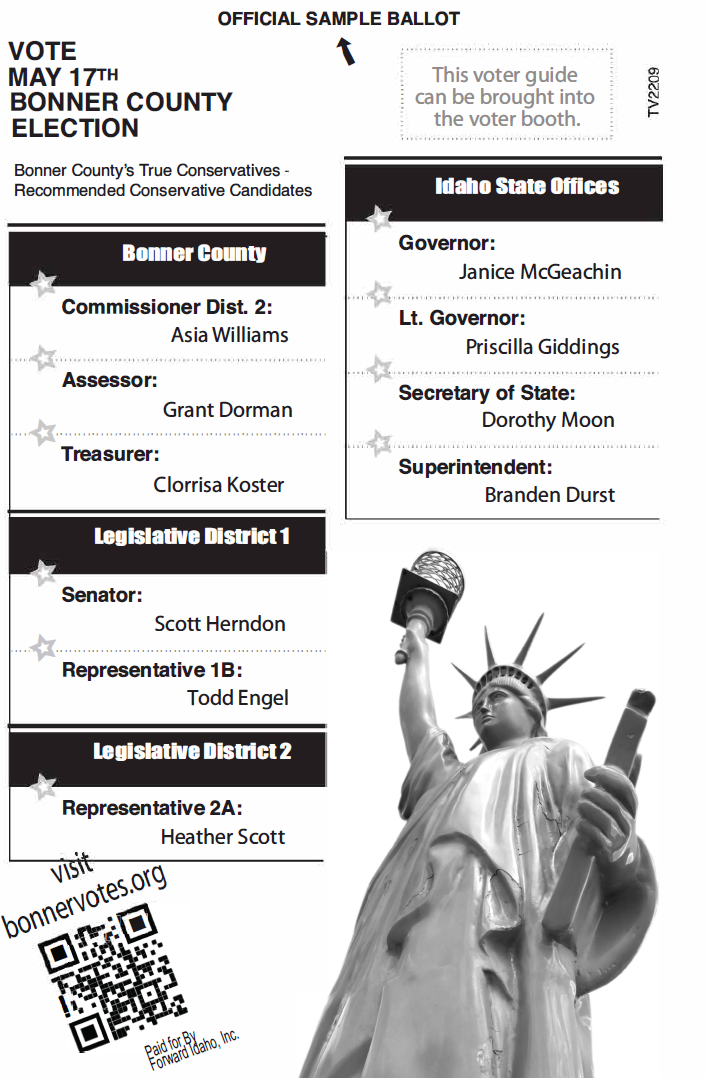 OFFICIAL SAMPLE BALLOT
VOTE
MAY 17TH
BONNER COUNTY
ELECTION
This voter guide
can be brought into
the voter booth.
TV2209
Bonner County's True Conservatives -
Recommended Conservative Candidates
Bonner County
Commissioner Dist. 2:
Asia Williams
Assessor:
Grant Dorman
Treasurer:
Clorrisa Koster
Legislative District 1
Senator:
Scott Herndon
Representative 1B:
Todd Engel
Legislative District 2
Representative 2A:
Heather Scott
Idaho State Offices
Governor:
Janice McGeachin
Lt. Governor:
Priscilla Giddings
Secretary of State:
Dorothy Moon
Superintendent:
Branden Durst
visit
bonnervotes.org
Paid for By
Forward Idaho, Inc.